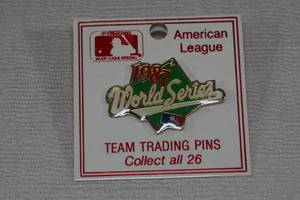 American
League
1987
World Series
TEAM TRADING PINS
Collect all 26